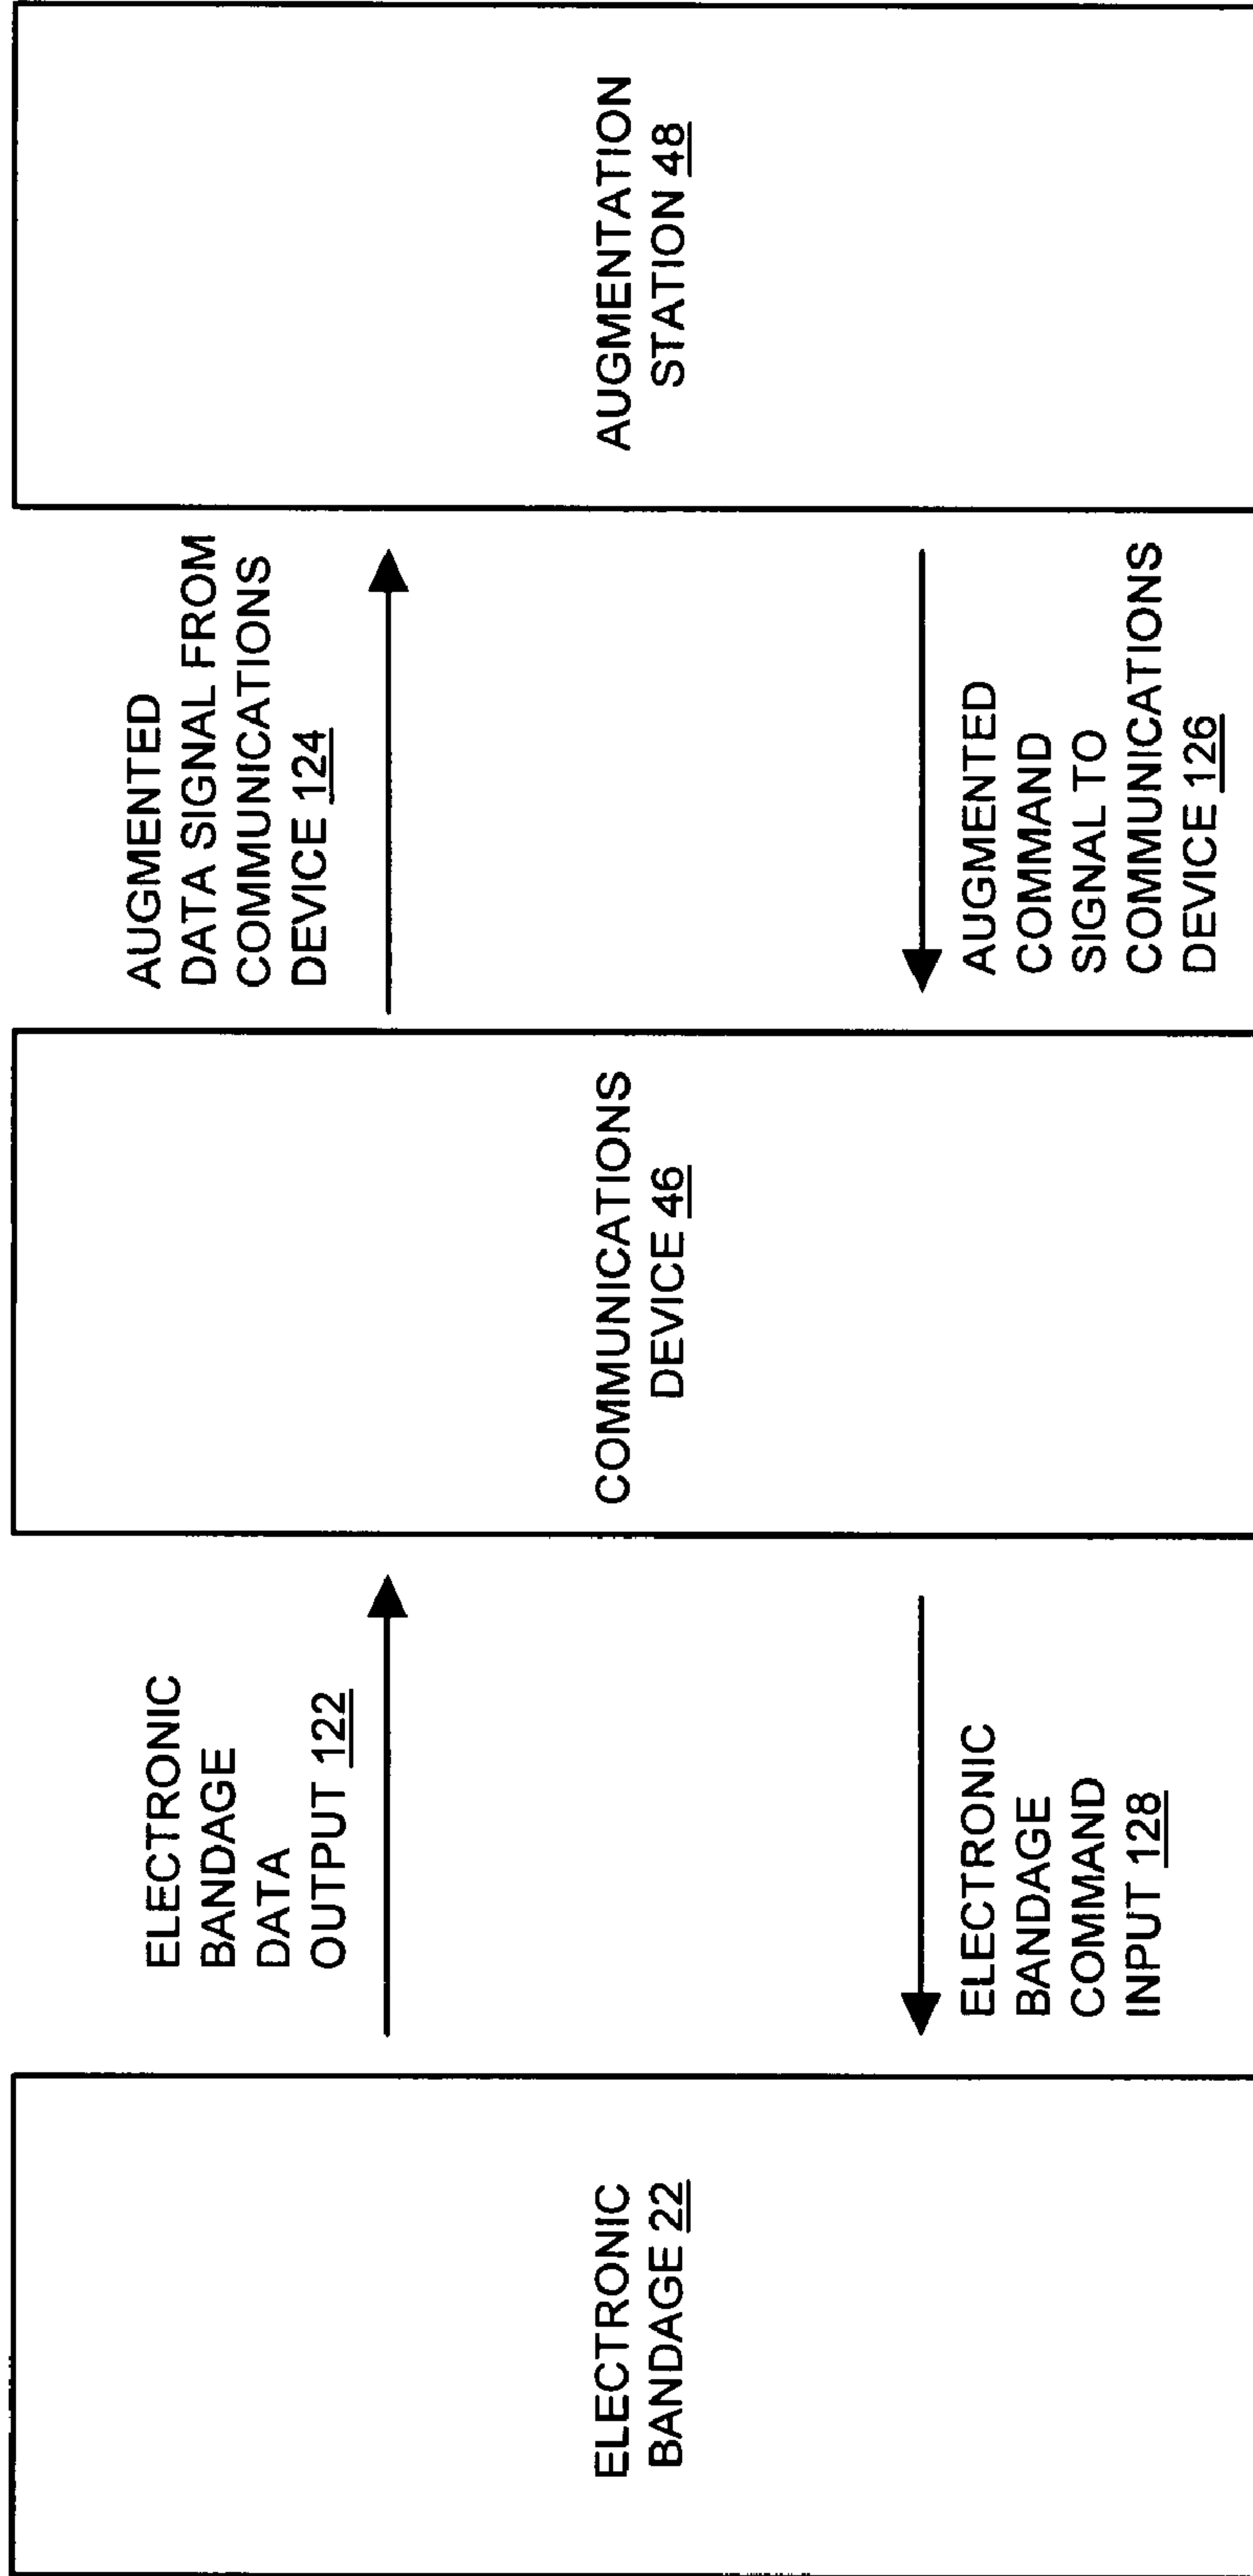 ELECTRONIC
BANDAGE 22
ELECTRONIC
BANDAGE
DATA
OUTPUT 122
ELECTRONIC
BANDAGE
COMMAND
INPUT 128
COMMUNICATIONS
DEVICE 46
AUGMENTED
DATA SIGNAL FROM
COMMUNICATIONS
DEVICE 124
AUGMENTED
COMMAND
SIGNAL TO
COMMUNICATIONS
DEVICE 126
AUGMENTATION
STATION 48